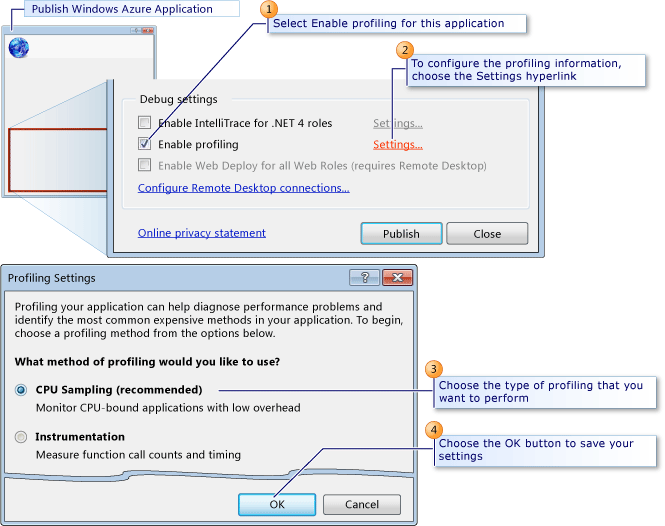 Publish Windows Azure Application
1
Select Enable profiling for this application
2
To configure the profiling information,
choose the Settings hyperlink
Debug settings
Enable IntelliTrace for .NET 4 roles
Settings...
Enable profiling
Settings...
Enable Web Deploy for all Web Roles (requires Remote Desktop)
Configure Remote Desktop connections...
Online privacy statement
Publish
Close
Profiling Settings
?
Profiling your application can help diagnose performance problems and
identify the most common expensive methods in your application. To begin,
choose a profiling method from the options below.
What method of profiling would you like to use?
CPU Sampling (recommended)
Monitor CPU-bound applications with low overhead
3
Choose the type of profiling that you
want to perform
Instrumentation
Measure function call counts and timing
4
Choose the OK button to save your
settings
OK
Cancel